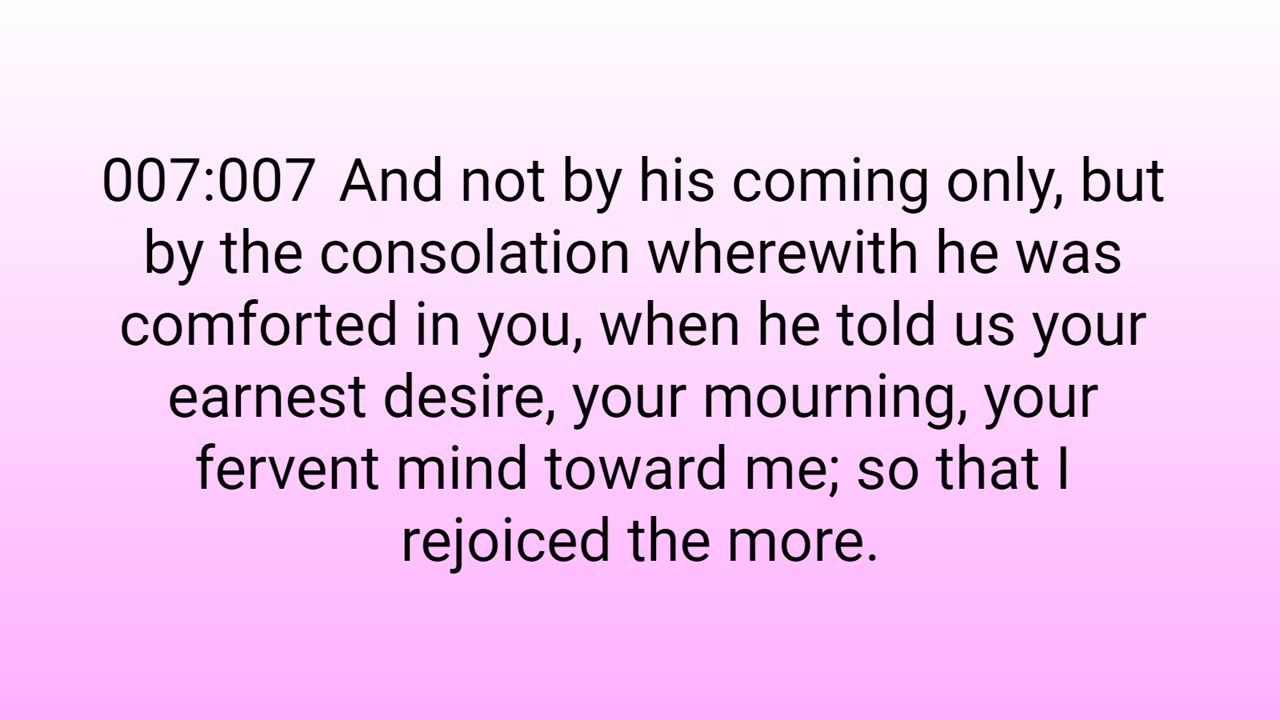 007:007 And not by his coming only, but
by the consolation wherewith he was
comforted in you, when he told us your
earnest desire, your mourning, your
fervent mind toward me; so that I
rejoiced the more.